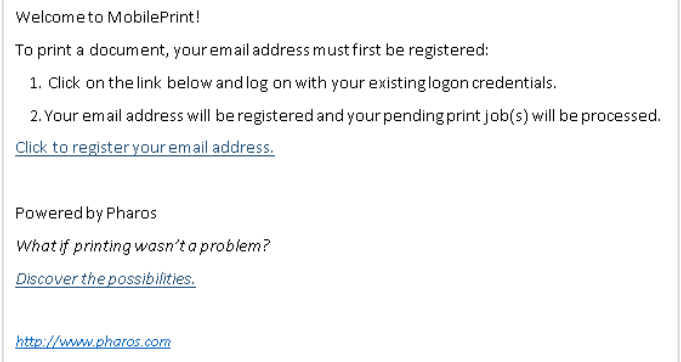 Welcome to MobilePrint!
To print a document, your email address must first be registered:
1. Click on the link below and log on with your existing logon credentials.
2. Your email address will be registered and your pending print job(s) will be processed.
Click to register your email address.
Powered by Pharos
What if printing wasn't a problem?
Discover the possibilities.
http://www.pharos.com